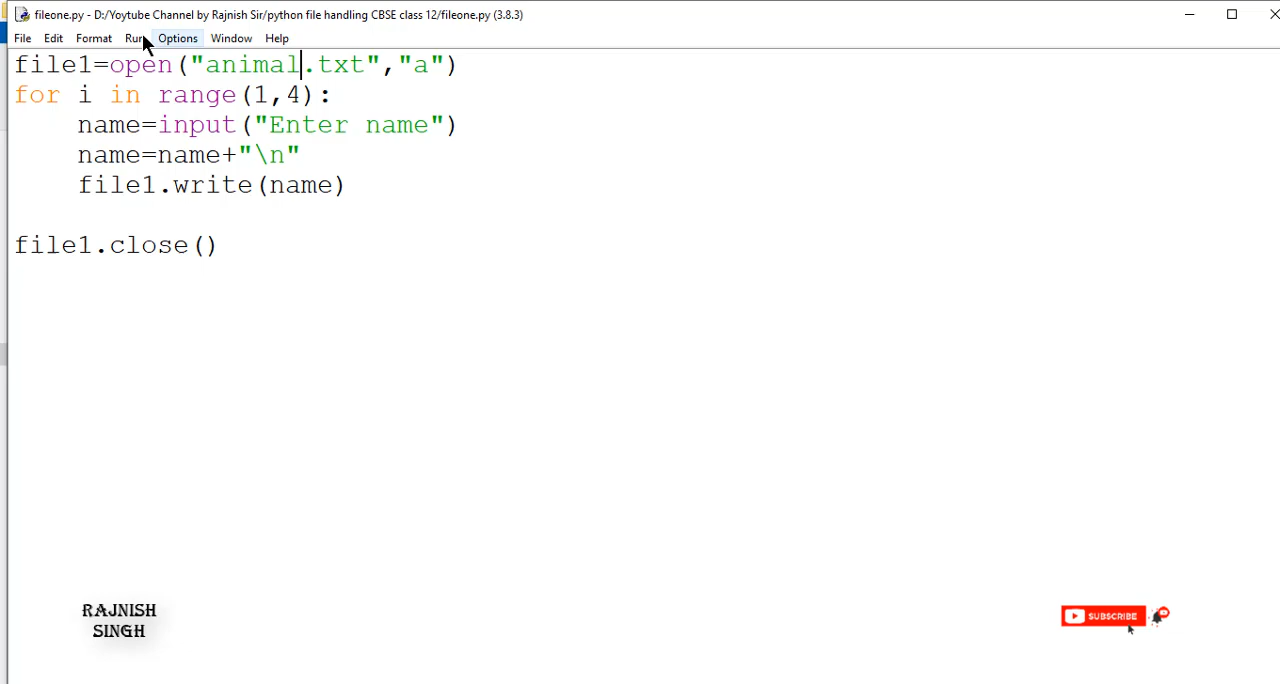 fileone.py - D:/Yoytube Channel by Rajnish Sir/python file handling CBSE class 12/fileone.py (3.8.3)
File Edit Format Run Options Window Help
file1=open("animal.txt","a")
for i in range(1,4):
    name=input("Enter name")
    name=name+"\n"
    file1.write(name)
file1.close()
RAJNISH
SINGH
SUBSCRIBE